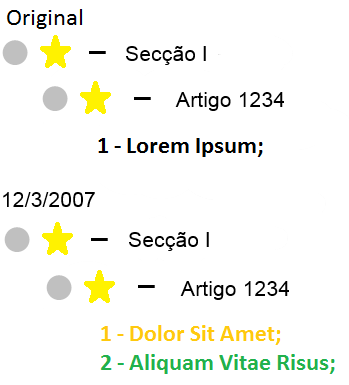 Original
— Secção I
— Artigo 1234
1 - Lorem Ipsum;
12/3/2007
— Secção I
— Artigo 1234
1 - Dolor Sit Amet;
2 - Aliquam Vitae Risus;